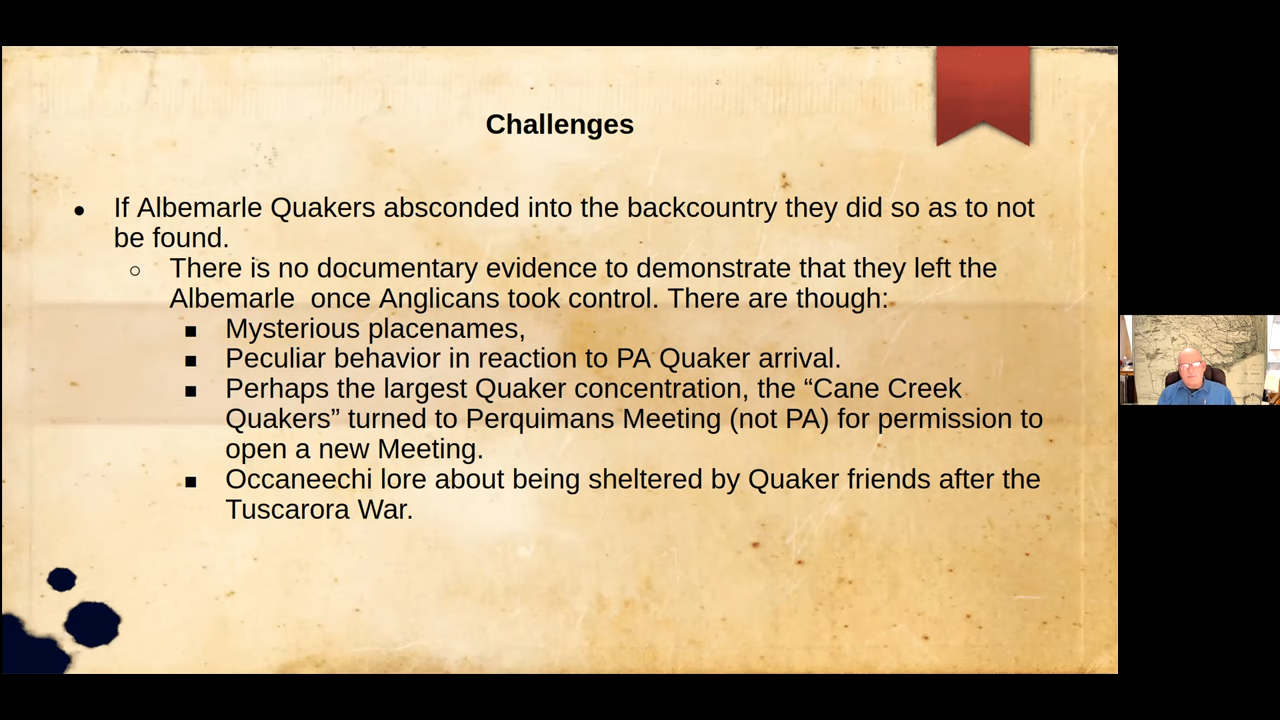 Challenges
● If Albemarle Quakers absconded into the backcountry they did so as to not
be found.
○ There is no documentary evidence to demonstrate that they left the
Albemarle  once Anglicans took control. There are though:
■ Mysterious placenames,
■ Peculiar behavior in reaction to PA Quaker arrival.
■ Perhaps the largest Quaker concentration, the “Cane Creek
Quakers” turned to Perquimans Meeting (not PA) for permission to
open a new Meeting.
■ Occaneechi lore about being sheltered by Quaker friends after the
Tuscarora War.